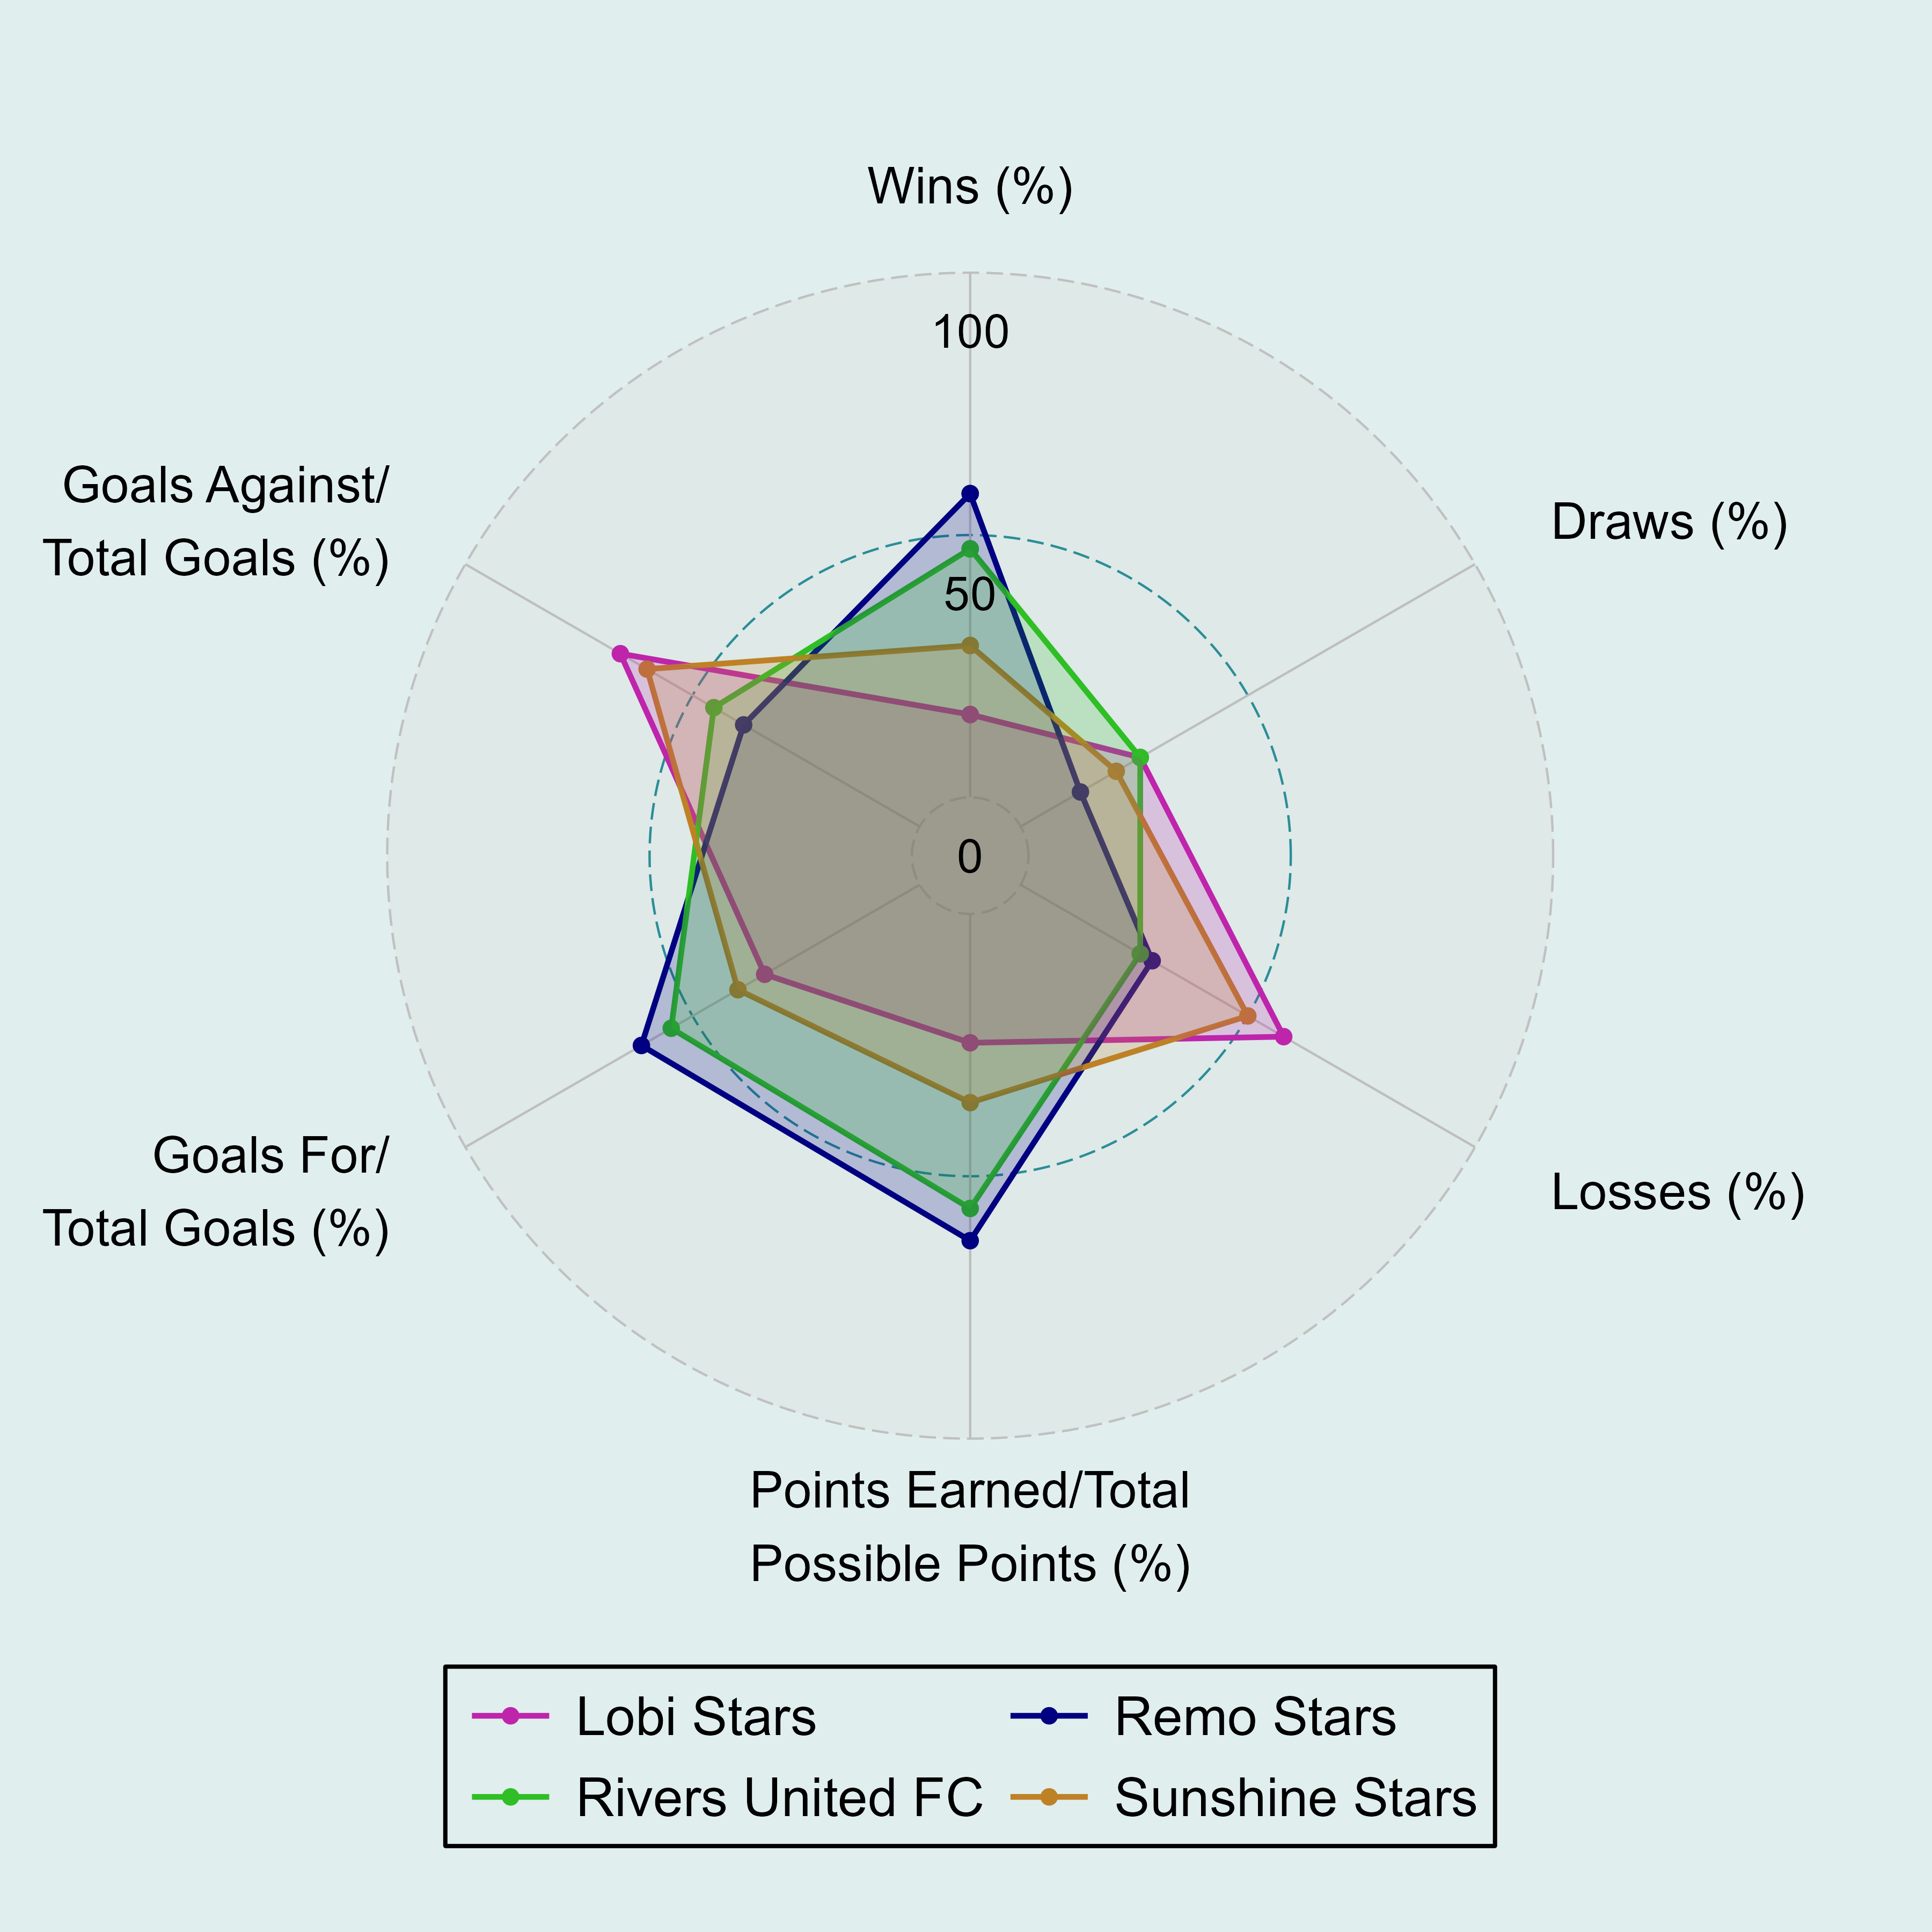 Wins (%)
100
Goals Against/
Total Goals (%)
Draws (%)
50
0
Goals For/
Total Goals (%)
Losses (%)
Points Earned/Total
Possible Points (%)
Lobi Stars
Remo Stars
Rivers United FC
Sunshine Stars